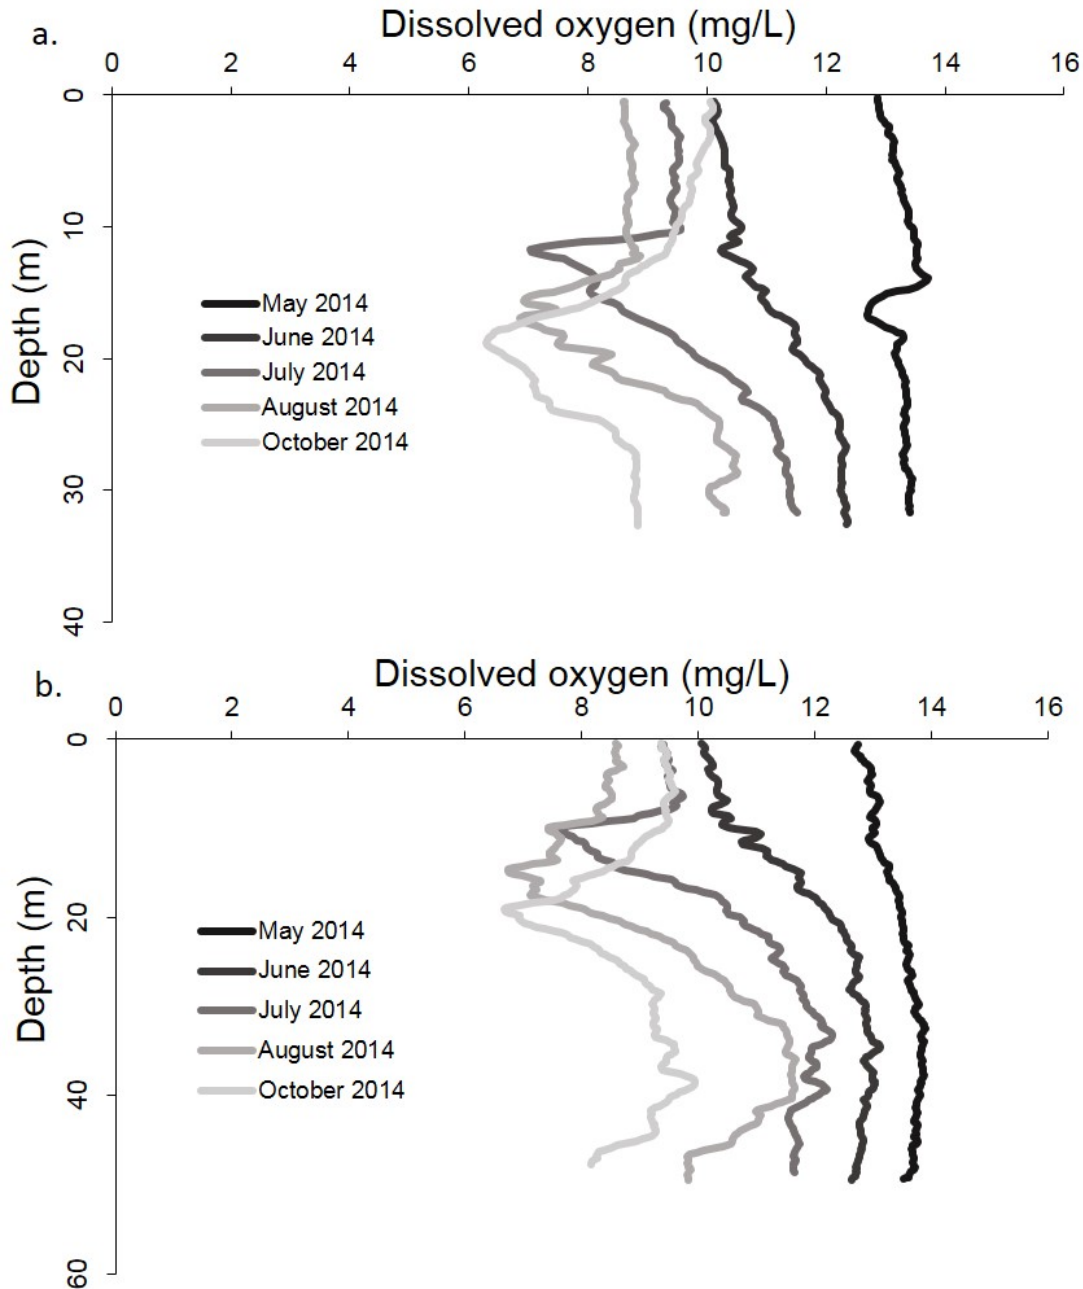 a.
Dissolved oxygen (mg/L)
0 2 4 6 8 10 12 14 16
0
10
20
30
40
Depth (m)
May 2014
June 2014
July 2014
August 2014
October 2014
b.
Dissolved oxygen (mg/L)
0 2 4 6 8 10 12 14 16
0
20
40
60
Depth (m)
May 2014
June 2014
July 2014
August 2014
October 2014